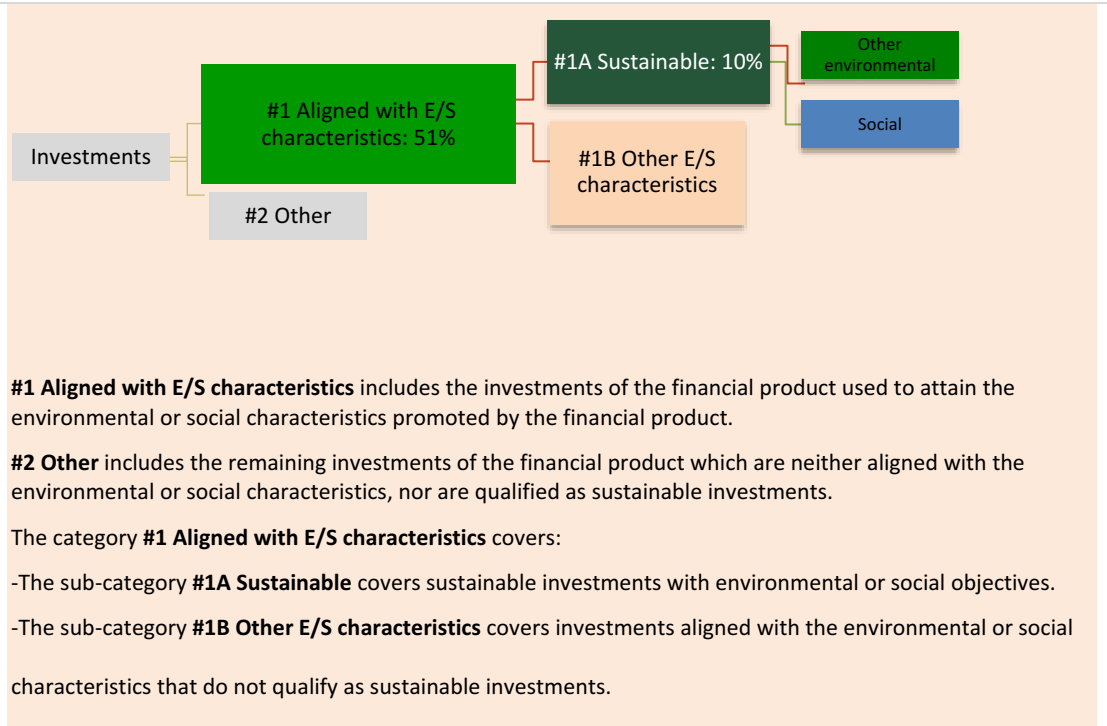 Investments
#1 Aligned with E/S
characteristics: 51%
#2 Other
#1A Sustainable: 10%
#1B Other E/S
characteristics
Other
environmental
Social
#1 Aligned with E/S characteristics includes the investments of the financial product used to attain the
environmental or social characteristics promoted by the financial product.
#2 Other includes the remaining investments of the financial product which are neither aligned with the
environmental or social characteristics, nor are qualified as sustainable investments.
The category #1 Aligned with E/S characteristics covers:
-The sub-category #1A Sustainable covers sustainable investments with environmental or social objectives.
-The sub-category #1B Other E/S characteristics covers investments aligned with the environmental or social
characteristics that do not qualify as sustainable investments.